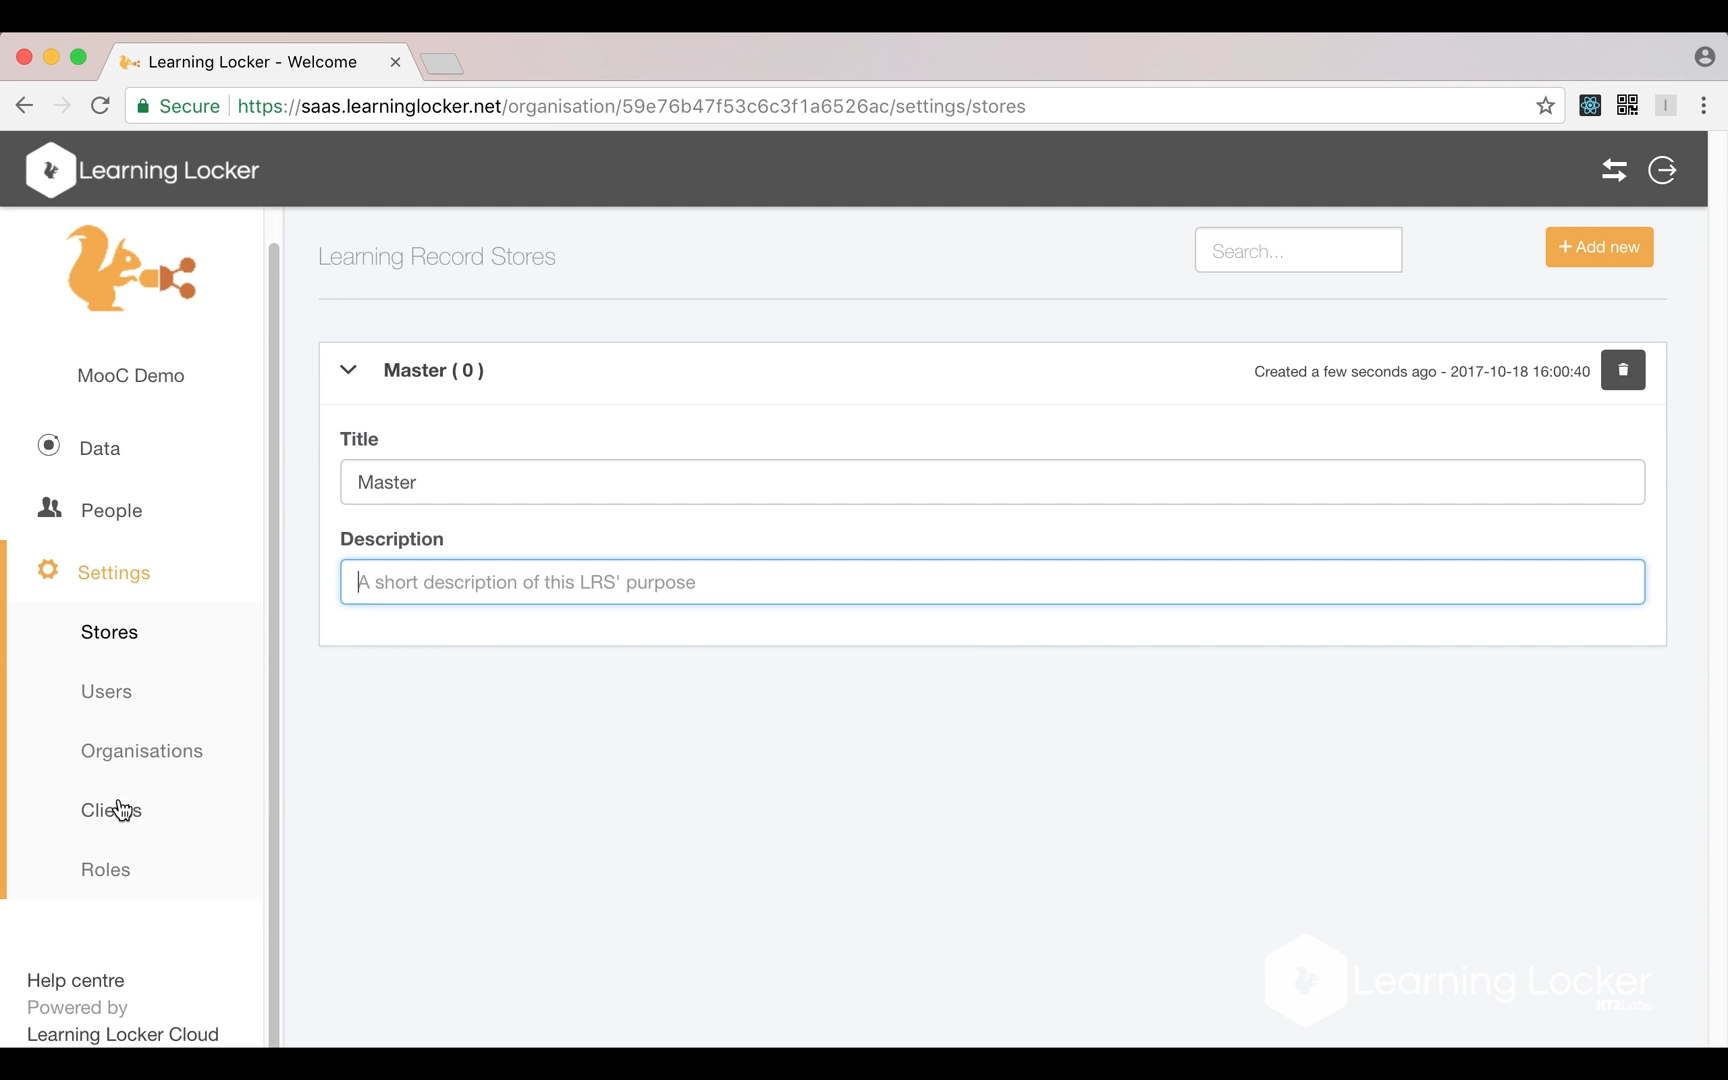 Learning Locker - Welcome
Secure
https://saas.learninglocker.net/organisation/59e76b47f53c6c3f1a6526ac/settings/stores
Learning Locker
Learning Record Stores
Search...
+ Add new
MooC Demo
Data
People
Settings
Stores
Users
Organisations
Clients
Roles
Help centre
Powered by
Learning Locker Cloud
Master ( 0 )
Created a few seconds ago - 2017-10-18 16:00:40
Title
Master
Description
A short description of this LRS' purpose
Learning Locker
HT2Labs